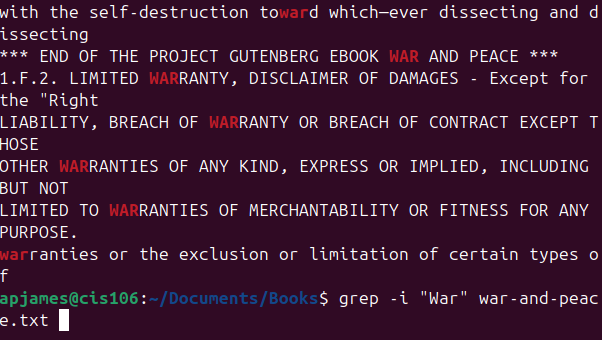 with the self-destruction toward which—ever dissecting and d
issecting
*** END OF THE PROJECT GUTENBERG EBOOK WAR AND PEACE ***
1.F.2. LIMITED WARRANTY, DISCLAIMER OF DAMAGES - Except for
the "Right
LIABILITY, BREACH OF WARRANTY OR BREACH OF CONTRACT EXCEPT T
HOSE
OTHER WARRANTIES OF ANY KIND, EXPRESS OR IMPLIED, INCLUDING
BUT NOT
LIMITED TO WARRANTIES OF MERCHANTABILITY OR FITNESS FOR ANY
PURPOSE.
warranties or the exclusion or limitation of certain types o
f
apjames@cis106:~/Documents/Books$ grep -i "War" war-and-peac
e.txt